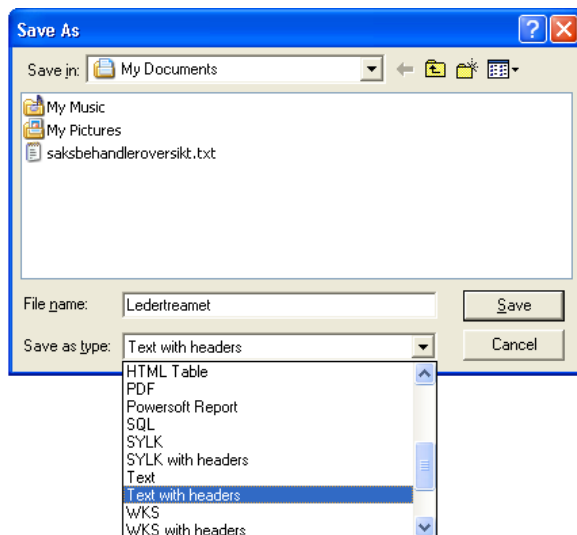 Save As
Save in: My Documents
My Music
My Pictures
saksbehandleroversikt.txt
File name: Ledertreamet Save
Save as type: Text with headers Cancel
HTML Table
PDF
Powersoft Report
SQL
SYLK
SYLK with headers
Text
Text with headers
WKS
WKS with headers